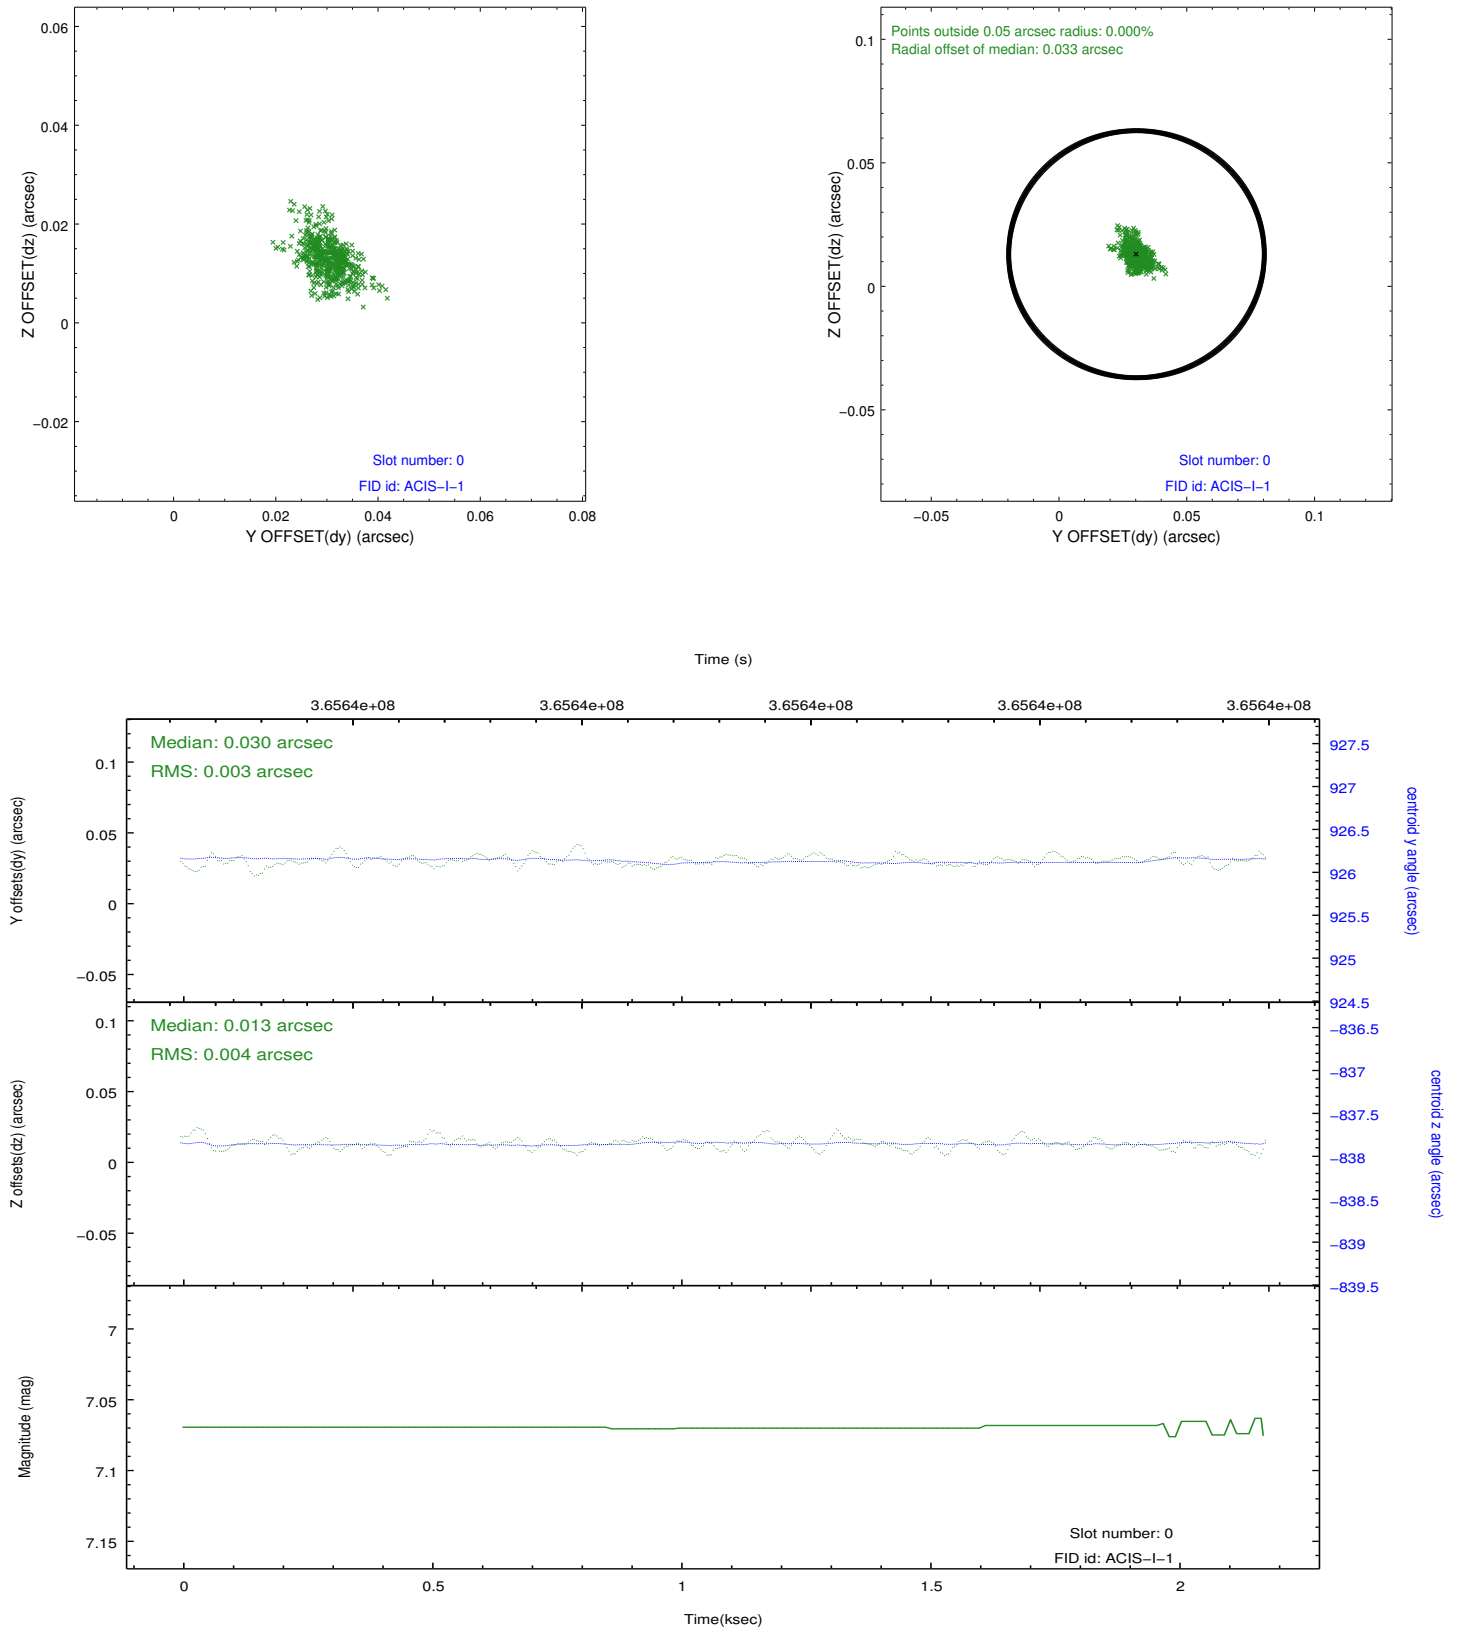 0.06
0.04
0.02
0
−0.02
Z OFFSET(dz) (arcsec)
Slot number: 0
FID id: ACIS−I−1
0
0.02
0.04
0.06
0.08
Y OFFSET(dy) (arcsec)
Points outside 0.05 arcsec radius: 0.000%
Radial offset of median: 0.033 arcsec
0.1
0.05
0
−0.05
Z OFFSET(dz) (arcsec)
Slot number: 0
FID id: ACIS−I−1
−0.05
0
0.05
0.1
Y OFFSET(dy) (arcsec)
Time (s)
3.6564e+08
3.6564e+08
3.6564e+08
3.6564e+08
3.6564e+08
Median: 0.030 arcsec
RMS: 0.003 arcsec
0.1
0.05
0
−0.05
Y offsets(dy) (arcsec)
927.5
927
926.5
926
925.5
925
924.5
centroid y angle (arcsec)
Median: 0.013 arcsec
RMS: 0.004 arcsec
0.1
0.05
0
−0.05
Z offsets(dz) (arcsec)
−836.5
−837
−837.5
−838
−838.5
−839
−839.5
centroid z angle (arcsec)
7
7.05
7.1
7.15
Magnitude (mag)
Slot number: 0
FID id: ACIS−I−1
0
0.5
1
1.5
2
Time(ksec)